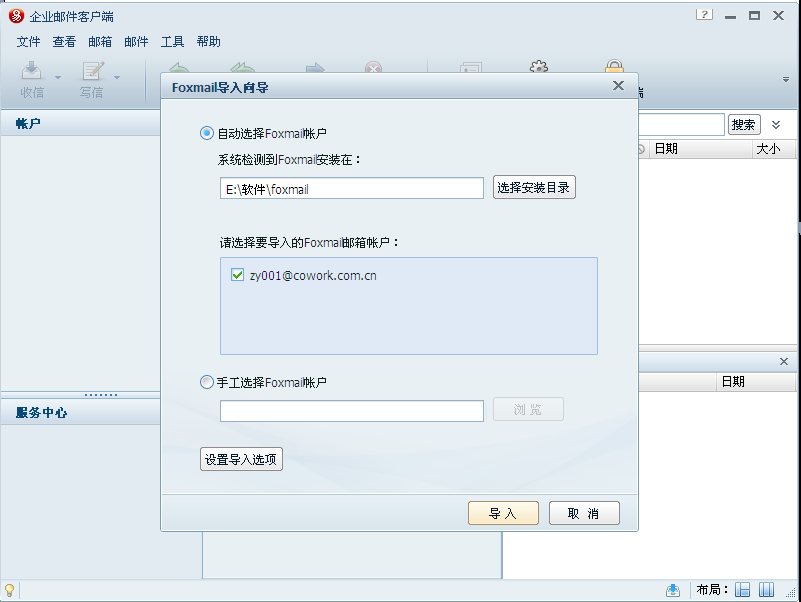 企业邮件客户端
文件 查看 邮箱 邮件 工具 帮助
收信 写信
帐户
搜索
日期 大小
Foxmail导入向导
自动选择Foxmail帐户
系统检测到Foxmail安装在：
E:\软件\foxmail 选择安装目录
请选择要导入的Foxmail邮箱帐户：
zy001@cowork.com.cn
手工选择Foxmail帐户
浏 览
设置导入选项
导 入 取 消
日期
服务中心
布局：